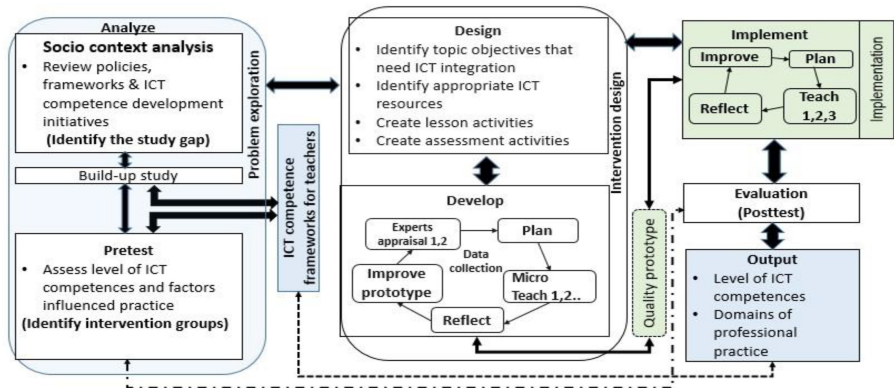 Analyze
Socio context analysis
• Review policies,
frameworks & ICT
competence development
initiatives
(Identify the study gap)
Build-up study
Pretest
• Assess level of ICT
competences and factors
influenced practice
(Identify intervention groups)
Problem exploration
ICT competence
frameworks for teachers
Design
• Identify topic objectives that
need ICT integration
• Identify appropriate ICT
resources
• Create lesson activities
• Create assessment activities
Develop
Experts
appraisal 1,2
Plan
Data
collection
Improve
prototype
Micro
Teach 1,2..
Reflect
Intervention design
Quality prototype
Implement
Improve
Plan
Reflect
Teach
1,2,3
Implementation
Evaluation
(Posttest)
Output
• Level of ICT
competences
• Domains of
professional
practice